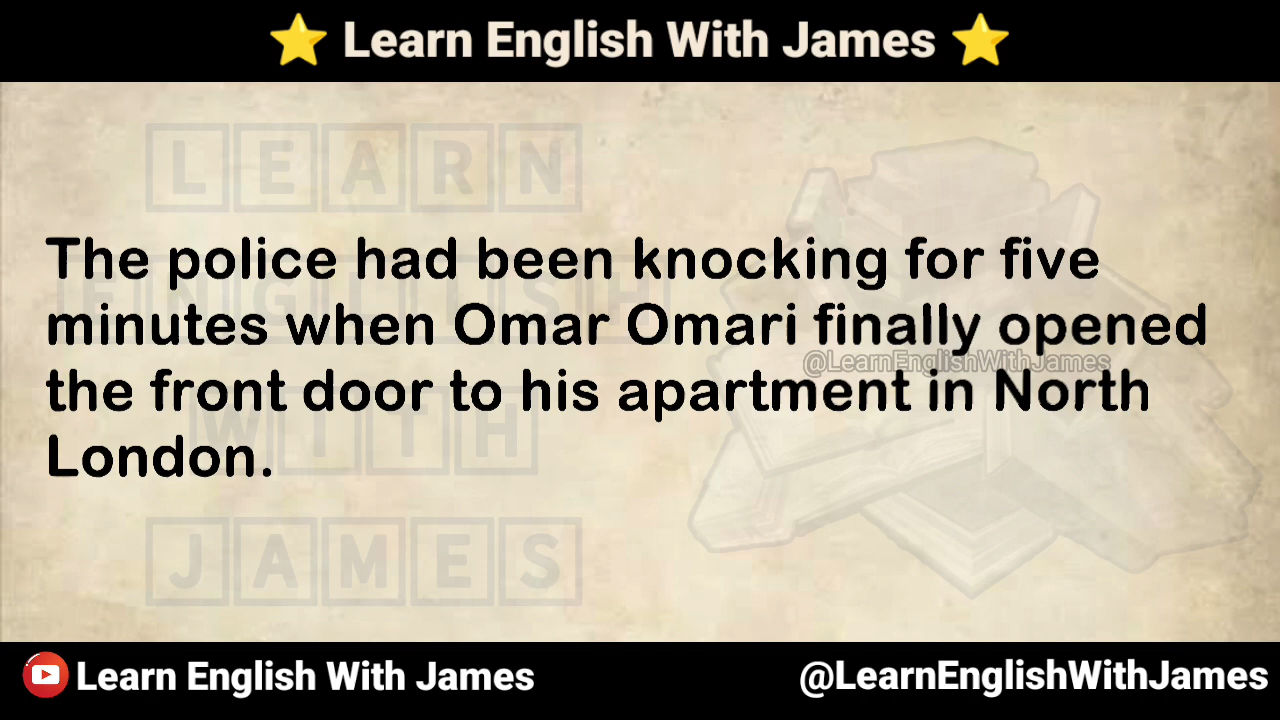 ⭐ Learn English With James ⭐
LEARN
ENGLISH
The police had been knocking for five
minutes when Omar Omari finally opened
@LearnEnglishWithJames
the front door to his apartment in North
WITH
London.
JAMES
Learn English With James
@LearnEnglishWithJames